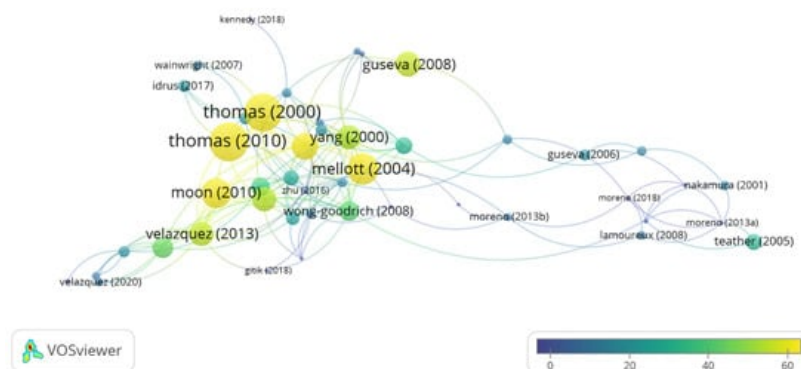 kennedy (2018)
wainwright (2007)
guseva (2008)
idrus (2017)
thomas (2000)
yang (2000)
thomas (2010)
guseva (2006)
mellott (2004)
zhu (2016)
moon (2010)
nakamura (2001)
moreno (2018)
wong-goodrich (2008)
moreno (2013b)
moreno (2013a)
velazquez (2013)
lamoureux (2008)
teather (2005)
gitik (2018)
velazquez (2020)
VOSviewer
0 20 40 60